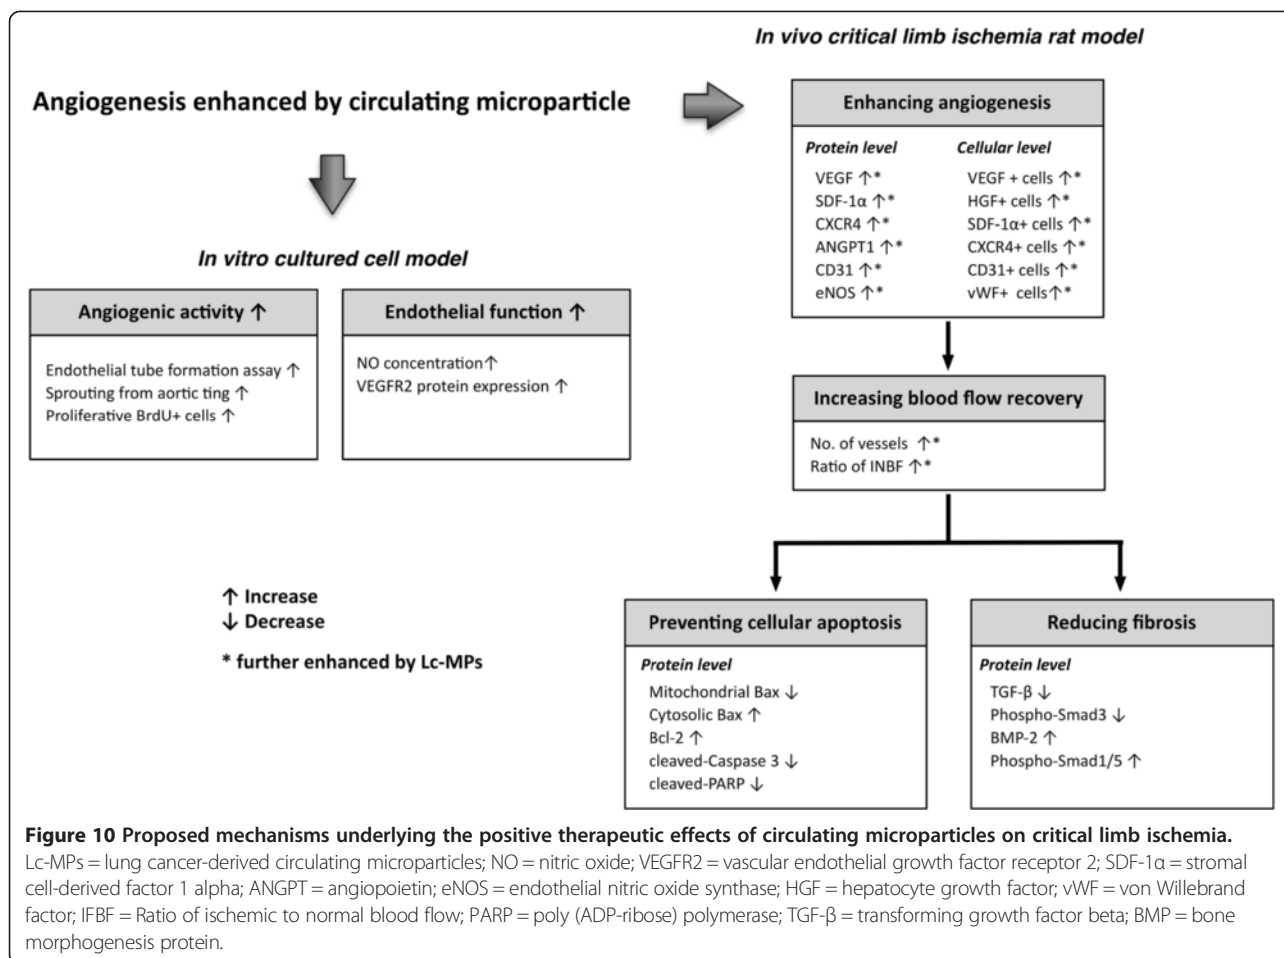 In vivo critical limb ischemia rat model
Angiogenesis enhanced by circulating microparticle
Enhancing angiogenesis
Protein level
VEGF ↑*
SDF-1α ↑*
CXCR4 ↑*
ANGPT1 ↑*
CD31 ↑*
eNOS ↑*
Cellular level
VEGF + cells ↑*
HGF+ cells ↑*
SDF-1α+ cells ↑*
CXCR4+ cells ↑*
CD31+ cells ↑*
vWF+ cells↑*
In vitro cultured cell model
Angiogenic activity ↑
Endothelial tube formation assay ↑
Sprouting from aortic ting ↑
Proliferative BrdU+ cells ↑
Endothelial function ↑
NO concentration↑
VEGFR2 protein expression ↑
Increasing blood flow recovery
No. of vessels ↑*
Ratio of INBF ↑*
↑ Increase
↓ Decrease
* further enhanced by Lc-MPs
Preventing cellular apoptosis
Protein level
Mitochondrial Bax ↓
Cytosolic Bax ↑
Bcl-2 ↑
cleaved-Caspase 3 ↓
cleaved-PARP ↓
Reducing fibrosis
Protein level
TGF-β ↓
Phospho-Smad3 ↓
BMP-2 ↑
Phospho-Smad1/5 ↑
Figure 10 Proposed mechanisms underlying the positive therapeutic effects of circulating microparticles on critical limb ischemia.
Lc-MPs = lung cancer-derived circulating microparticles; NO = nitric oxide; VEGFR2 = vascular endothelial growth factor receptor 2; SDF-1α = stromal
cell-derived factor 1 alpha; ANGPT = angiopoietin; eNOS = endothelial nitric oxide synthase; HGF = hepatocyte growth factor; vWF = von Willebrand
factor; IFBF = Ratio of ischemic to normal blood flow; PARP = poly (ADP-ribose) polymerase; TGF-β = transforming growth factor beta; BMP = bone
morphogenesis protein.